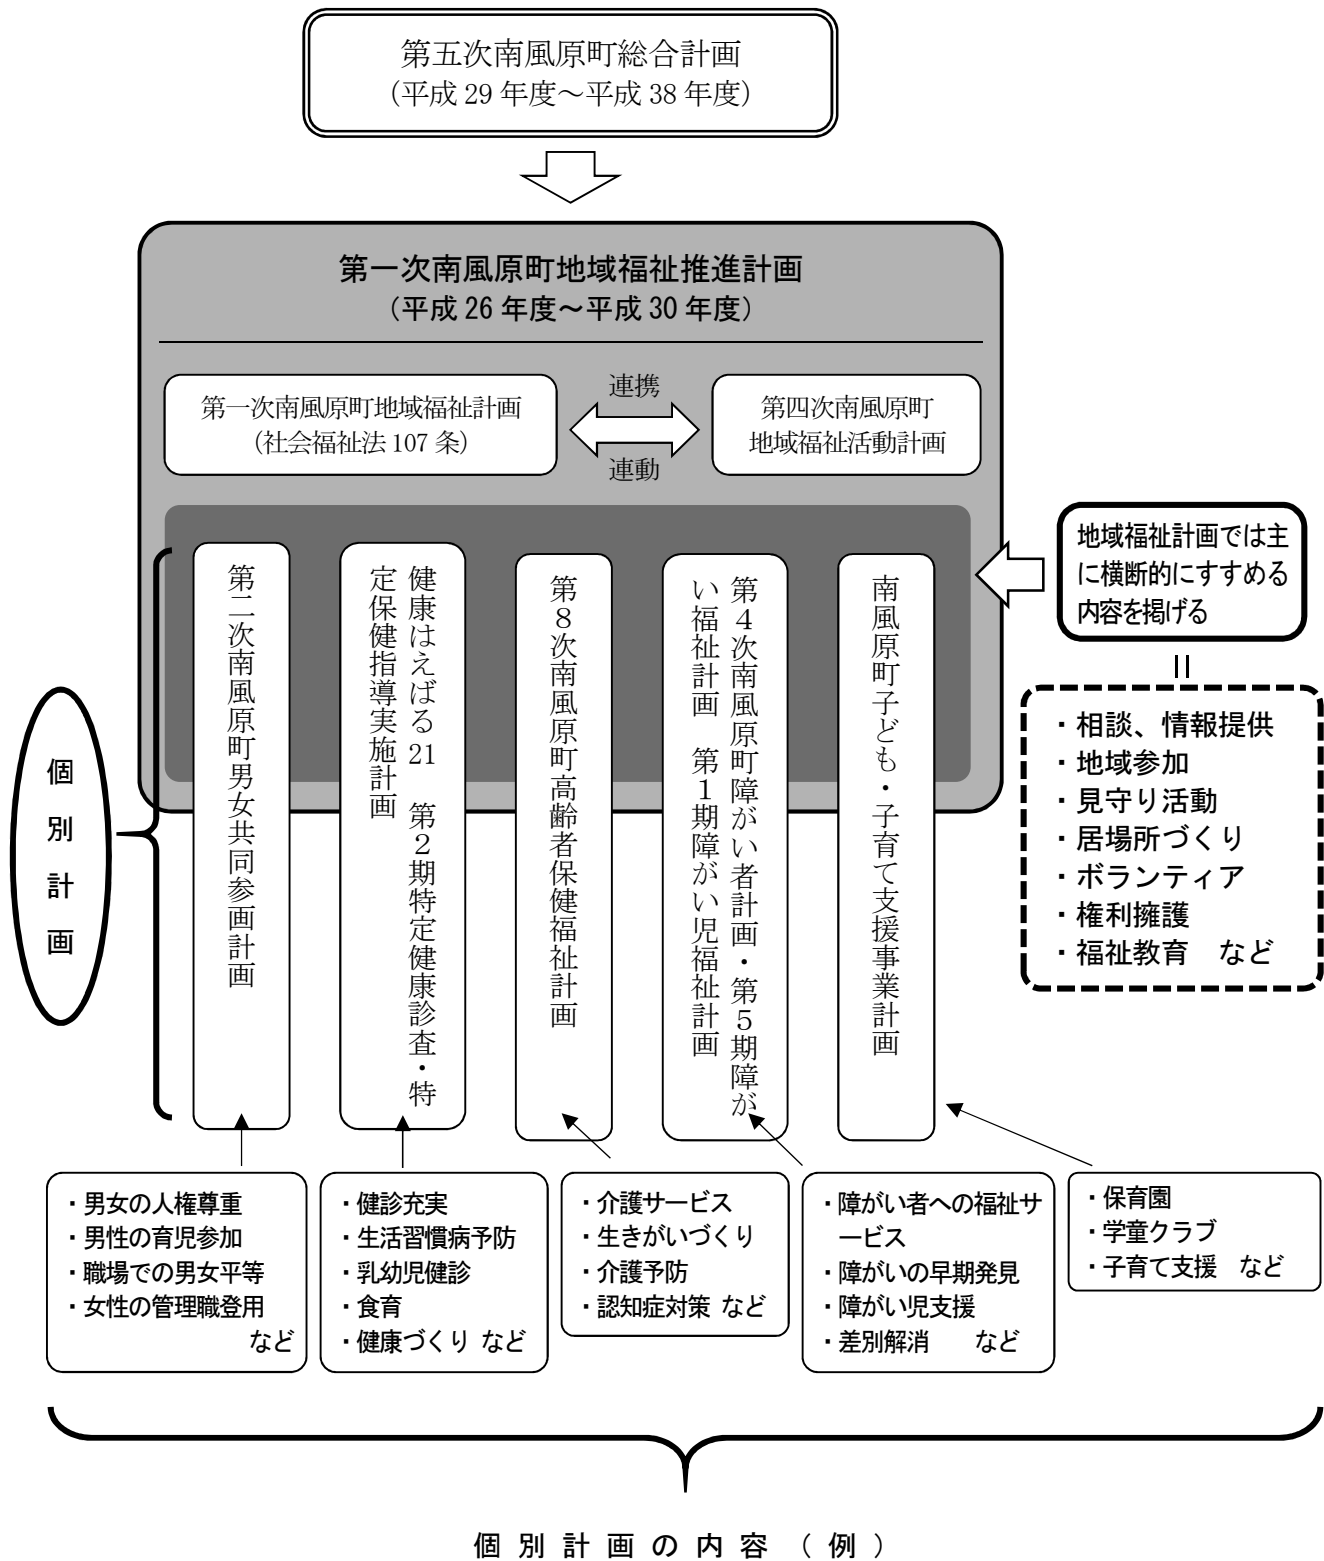 第五次南風原町総合計画
（平成 29 年度～平成 38 年度）
第一次南風原町地域福祉推進計画
（平成 26 年度～平成 30 年度）
第一次南風原町地域福祉計画
（社会福祉法 107 条）
連携
連動
第四次南風原町
地域福祉活動計画
地域福祉計画では主
に横断的にすすめる
内容を掲げる
・相談、情報提供
・地域参加
・見守り活動
・居場所づくり
・ボランティア
・権利擁護
・福祉教育　など
個別計画
第二次南風原町男女共同参画計画
健康はえばる 21　第２期特定健康診査・特
定保健指導実施計画
第８次南風原町高齢者保健福祉計画
第４次南風原町障がい者計画・第５期障が
い福祉計画　第１期障がい児福祉計画
南風原町子ども・子育て支援事業計画
・男女の人権尊重
・男性の育児参加
・職場での男女平等
・女性の管理職登用
など
・健診充実
・生活習慣病予防
・乳幼児健診
・食育
・健康づくり など
・介護サービス
・生きがいづくり
・介護予防
・認知症対策 など
・障がい者への福祉サ
ービス
・障がいの早期発見
・障がい児支援
・差別解消　　など
・保育園
・学童クラブ
・子育て支援　など
個別計画の内容（例）